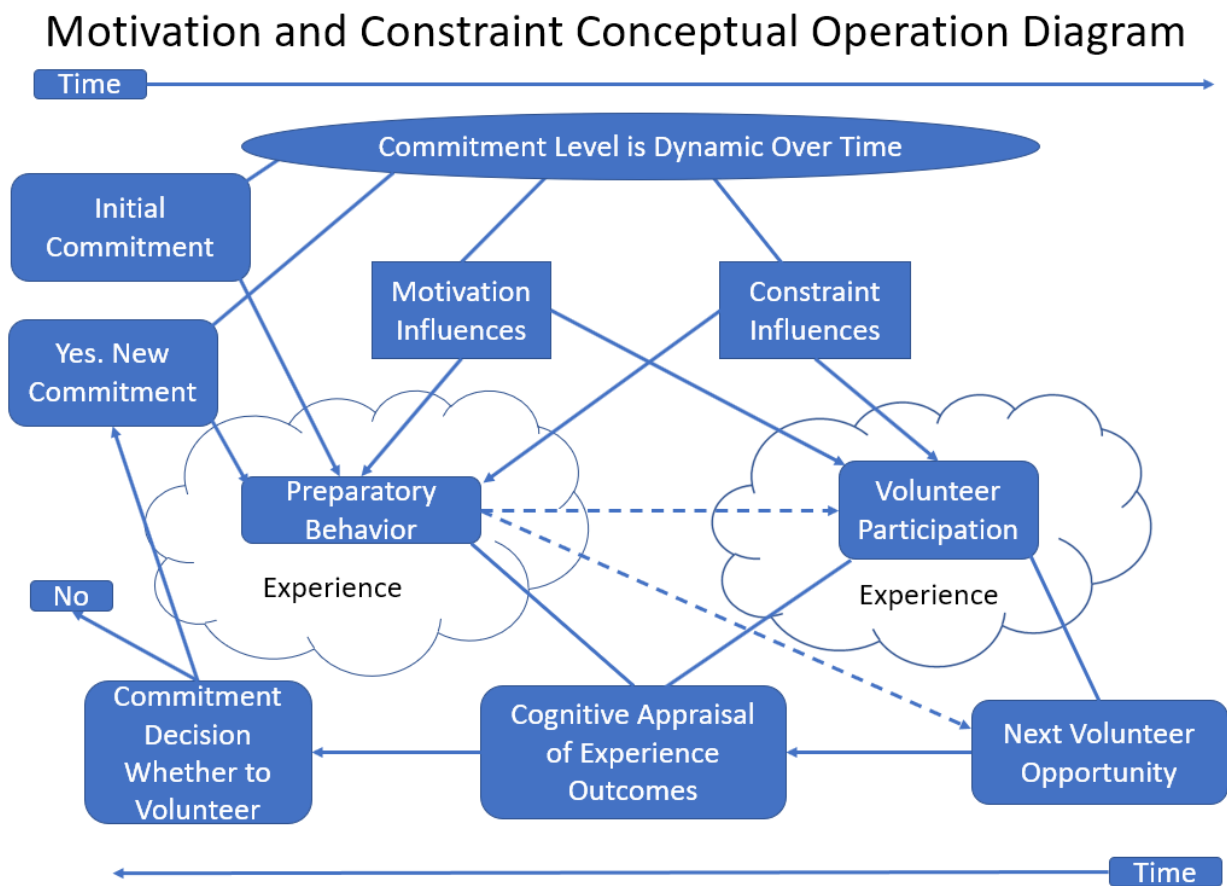 Motivation and Constraint Conceptual Operation Diagram
Time
Commitment Level is Dynamic Over Time
Initial
Commitment
Motivation
Influences
Constraint
Influences
Yes. New
Commitment
Preparatory
Behavior
Experience
Volunteer
Participation
Experience
No
Commitment
Decision
Whether to
Volunteer
Cognitive Appraisal
of Experience
Outcomes
Next Volunteer
Opportunity
Time